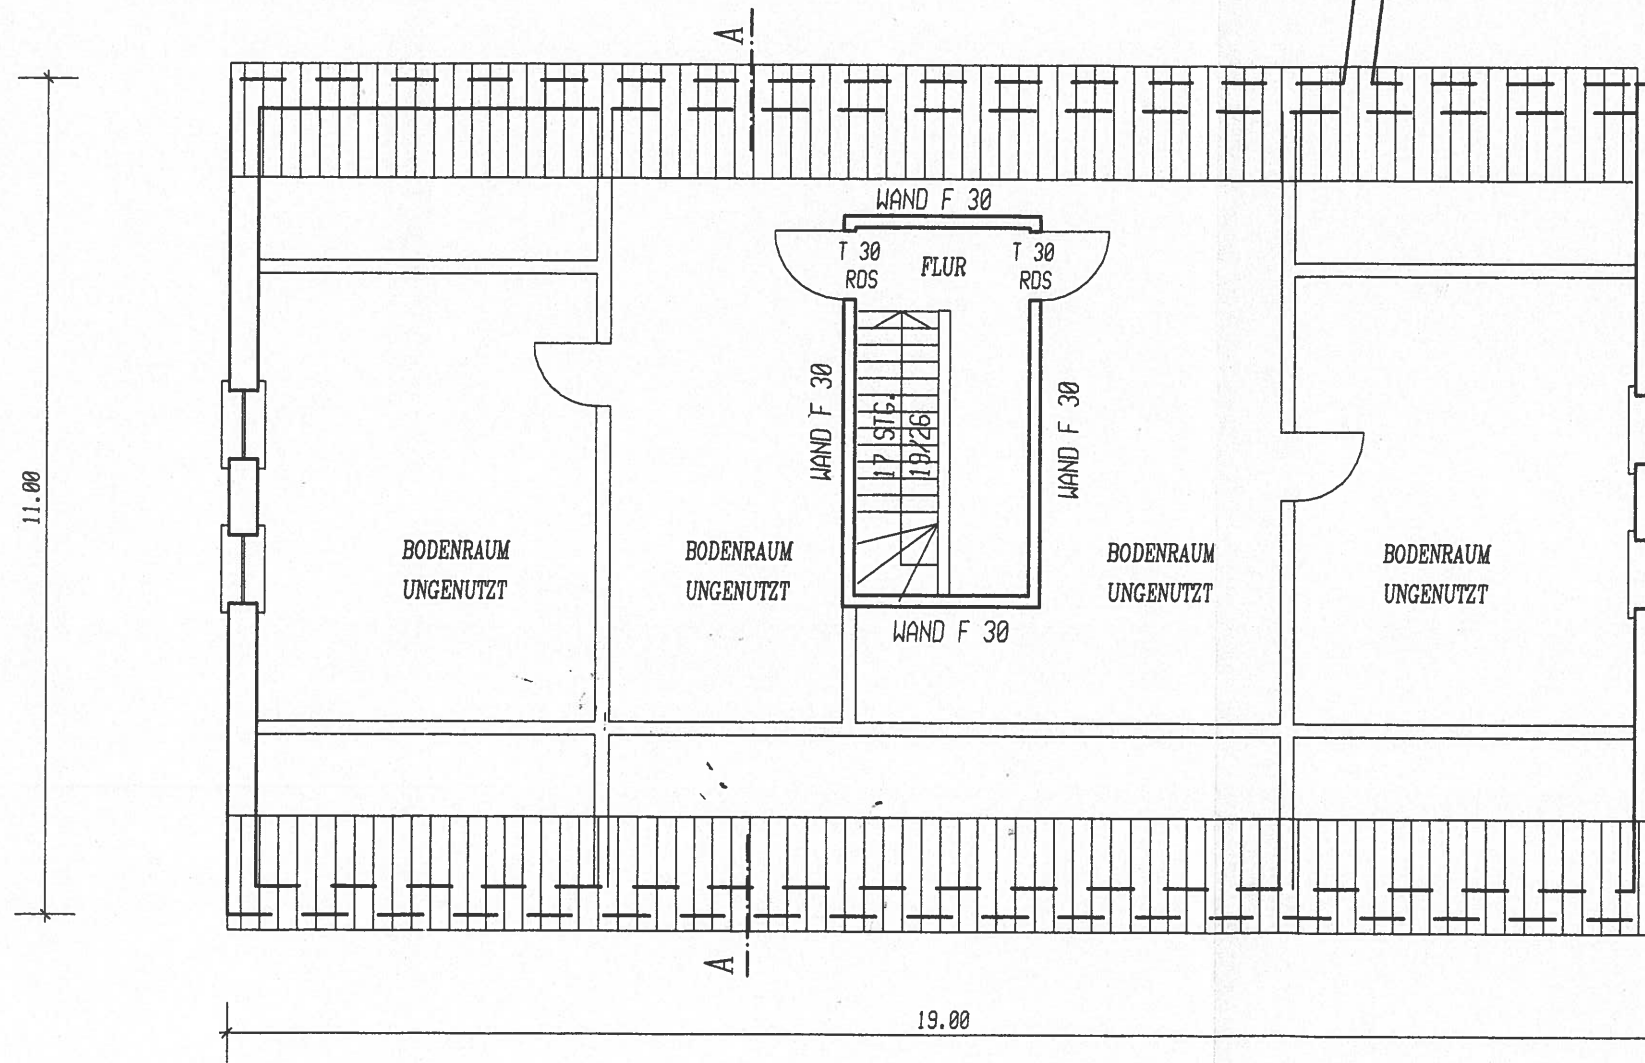 A
WAND F 30
T 30
RDS
FLUR
T 30
RDS
WAND F 30
17 STG.
19/26
WAND F 30
11.00
BODENRAUM
UNGENUTZT
BODENRAUM
UNGENUTZT
BODENRAUM
UNGENUTZT
BODENRAUM
UNGENUTZT
WAND F 30
A
19.00